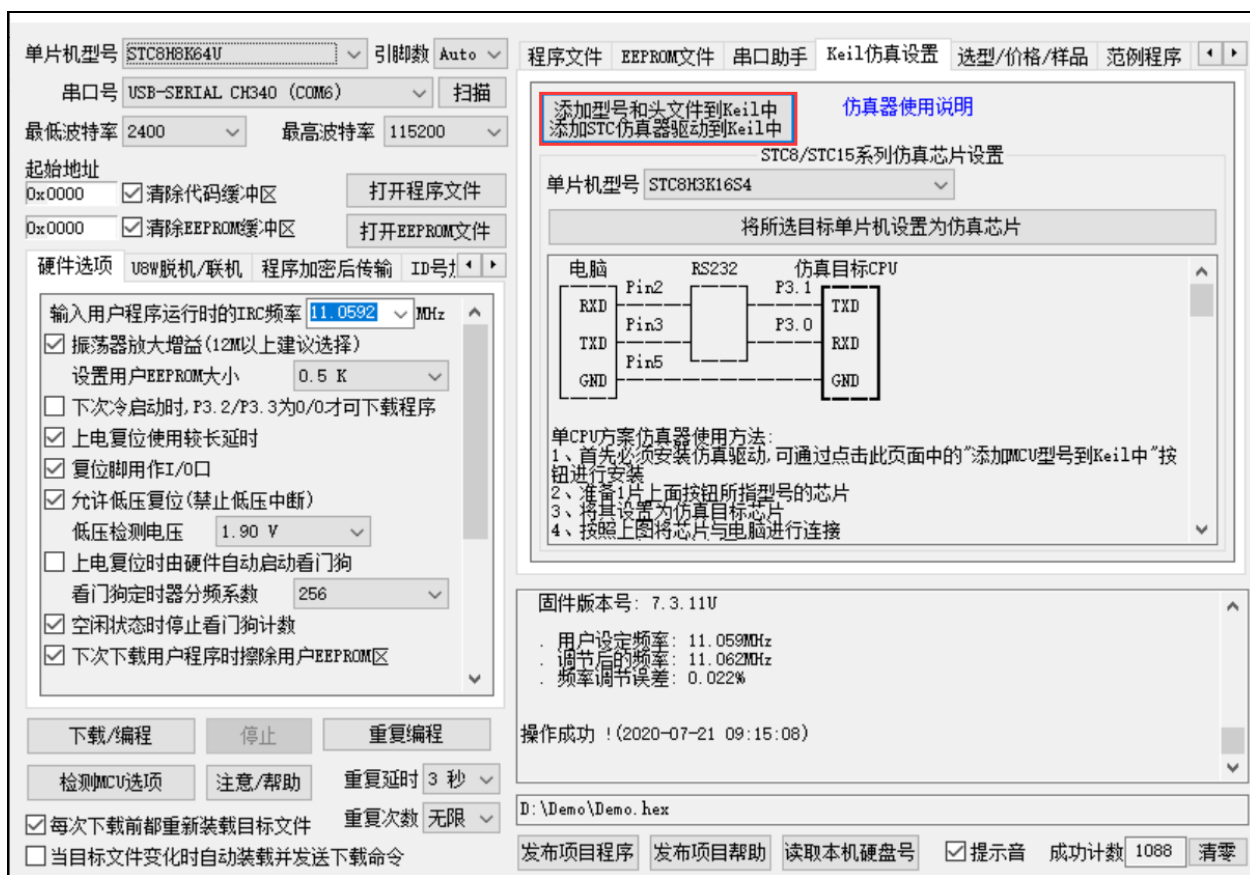 单片机型号 STC8H8K64U 引脚数 Auto
串口号 USB-SERIAL CH340 (COM6) 扫描
最低波特率 2400 最高波特率 115200
起始地址
0x0000 清除代码缓冲区 打开程序文件
0x0000 清除EEPROM缓冲区 打开EEPROM文件
硬件选项 U8W脱机/联机 程序加密后传输
输入用户程序运行时的IRC频率 11.0592 MHz
振荡器放大增益(12M以上建议选择)
设置用户EEPROM大小 0.5 K
下次冷启动时,P3.2/P3.3为0/0才可下载程序
上电复位使用较长延时
复位脚用作I/O口
允许低压复位(禁止低压中断)
低压检测电压 1.90 V
上电复位时由硬件自动启动看门狗
看门狗定时器分频系数 256
空闲状态时停止看门狗计数
下次下载用户程序时擦除用户EEPROM区
下载/编程 停止 重复编程
检测MCU选项 注意/帮助 重复延时 3 秒
重复次数 无限
每次下载前都重新装载目标文件
当目标文件变化时自动装载并发送下载命令
程序文件 EEPROM文件 串口助手 Keil仿真设置 选型/价格/样品 范例程序
添加型号和头文件到Keil中
添加STC仿真器驱动到Keil中
仿真器使用说明
STC8/STC15系列仿真芯片设置
单片机型号 STC8H3K16S4
将所选目标单片机设置为仿真芯片
电脑 RS232 仿真目标CPU
Pin2 P3.1
RXD TXD
Pin3 P3.0
TXD RXD
Pin5
GND GND
单CPU方案仿真器使用方法:
1、首先必须安装仿真驱动,可通过点击此页面中的"添加MCU型号到Keil中"按
钮进行安装
2、准备1片上面按钮所指型号的芯片
3、将其设置为仿真目标芯片
4、按照上图将芯片与电脑进行连接
固件版本号: 7.3.11U
. 用户设定频率: 11.059MHz
. 调节后的频率: 11.062MHz
. 频率调节误差: 0.022%
操作成功 !(2020-07-21 09:15:08)
D:\Demo\Demo.hex
发布项目程序 发布项目帮助 读取本机硬盘号 提示音 成功计数 1088 清零